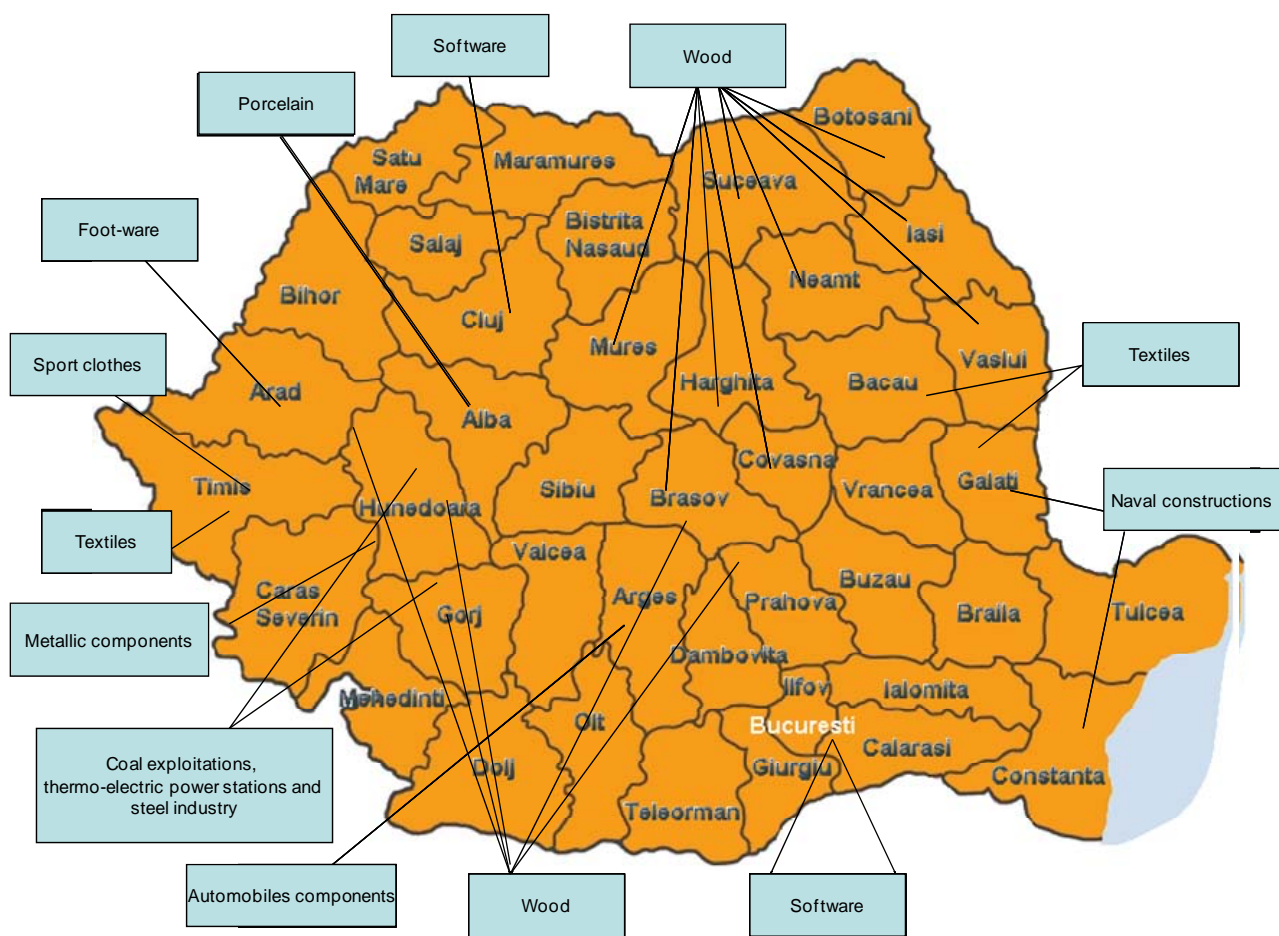 Software
Wood
Porcelain
Botosani
Satu
Mare
Maramures
Suceava
Foot-ware
Salaj
Bistrita
Nasaud
Iasi
Bihor
Neamt
Cluj
Mures
Sport clothes
Vaslui
Textiles
Arad
Harghita
Bacau
Alba
Covasna
Timis
Sibiu
Brasov
Vrancea
Galati
Naval constructions
Hunedoara
Textiles
Valcea
Caras
Severin
Gorj
Arges
Prahova
Buzau
Braila
Tulcea
Metallic components
Dambovita
Mehedinti
Ilfov
Ialomita
Olt
Bucuresti
Calarasi
Coal exploitations,
thermo-electric power stations and
steel industry
Dolj
Giurgiu
Constanta
Teleorman
Automobiles components
Wood
Software